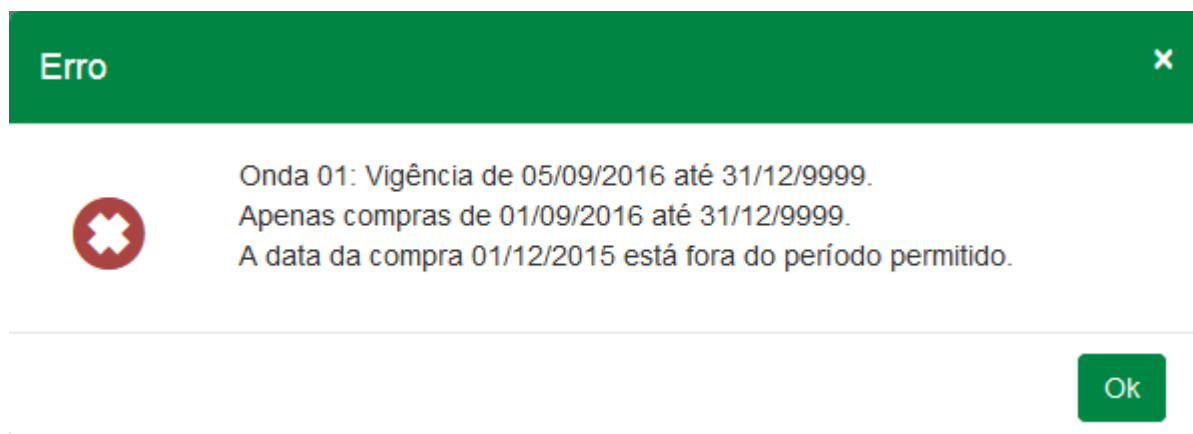 Erro ×
Onda 01: Vigência de 05/09/2016 até 31/12/9999.
Apenas compras de 01/09/2016 até 31/12/9999.
A data da compra 01/12/2015 está fora do período permitido.
Ok